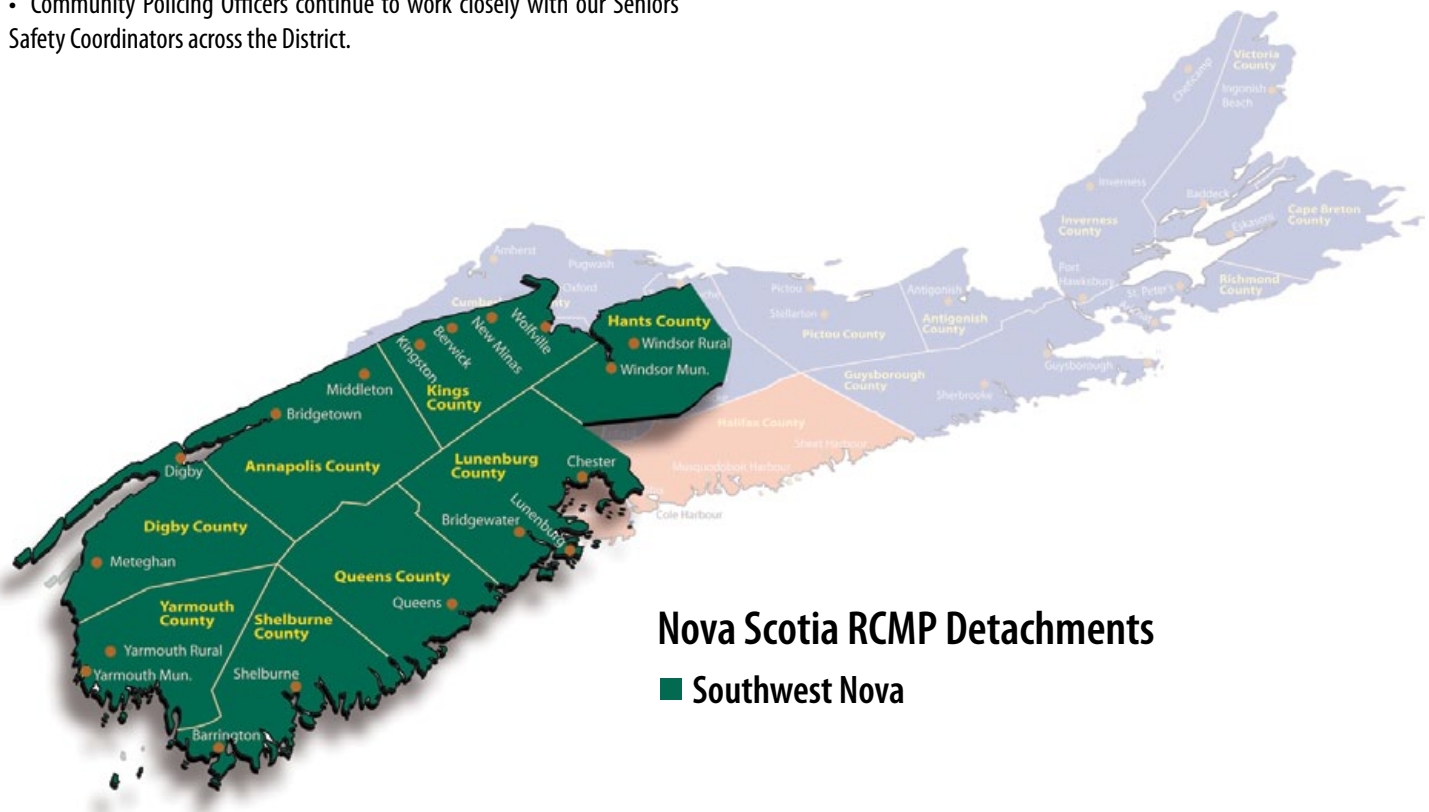 • Community Policing Officers continue to work closely with our Seniors
Safety Coordinators across the District.
Victoria
County
Cheticamp
Ingonish
Beach
Inverness
Baddeck
Inverness
County
Cape Breton
County
Eskasoni
Amherst
Pugwash
Oxford
Port
Hawksbury
St. Peter's
Richmond
County
Pictou
Antigonish
Stellarton
Pictou County
Antigonish
County
Hants County
Windsor Rural
Windsor Mun.
Wolfville
New Minas
Berwick
Kingston
Kings
County
Middleton
Bridgetown
Guysborough
County
Guysborough
Sherbrooke
Halifax County
Sheet Harbour
Musquodoboit Harbour
Cole Harbour
Digby
Annapolis County
Lunenburg
County
Chester
Lunenburg
Bridgewater
Digby County
Meteghan
Queens County
Queens
Yarmouth
County
Shelburne
County
Yarmouth Rural
Yarmouth Mun.
Shelburne
Barrington
Nova Scotia RCMP Detachments
Southwest Nova